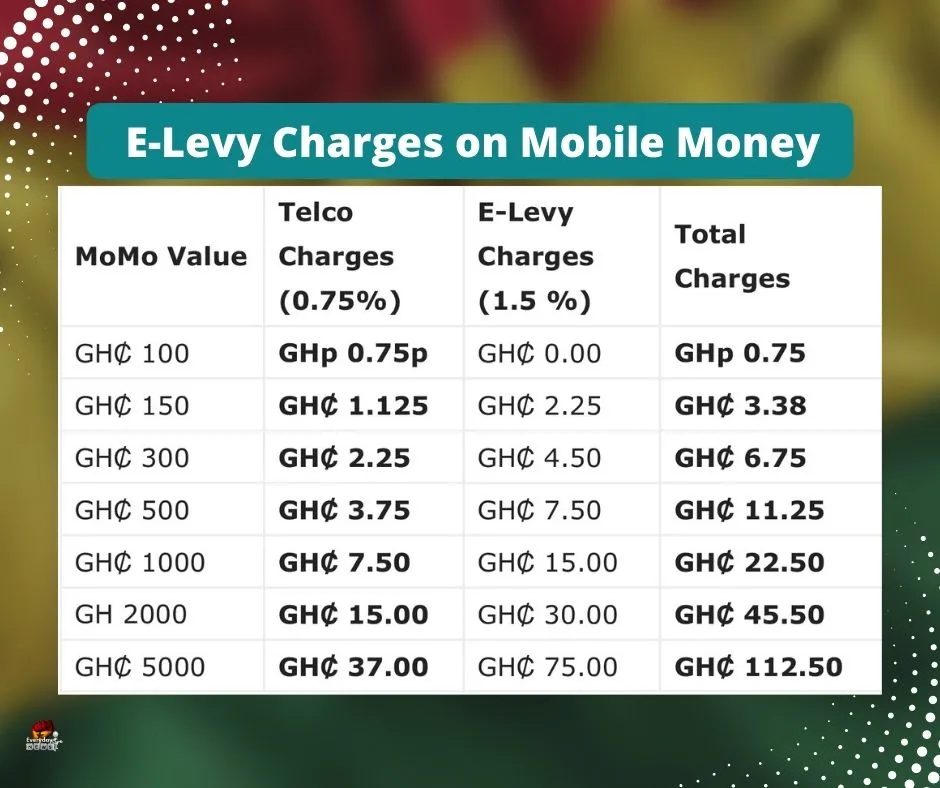 E-Levy Charges on Mobile Money
MoMo Value
Telco
Charges
(0.75%)
E-Levy
Charges
(1.5 %)
Total
Charges
GH₵ 100 GHp 0.75p GH₵ 0.00 GHp 0.75
GH₵ 150 GH₵ 1.125 GH₵ 2.25 GH₵ 3.38
GH₵ 300 GH₵ 2.25 GH₵ 4.50 GH₵ 6.75
GH₵ 500 GH₵ 3.75 GH₵ 7.50 GH₵ 11.25
GH₵ 1000 GH₵ 7.50 GH₵ 15.00 GH₵ 22.50
GH 2000 GH₵ 15.00 GH₵ 30.00 GH₵ 45.50
GH₵ 5000 GH₵ 37.00 GH₵ 75.00 GH₵ 112.50
Everyday